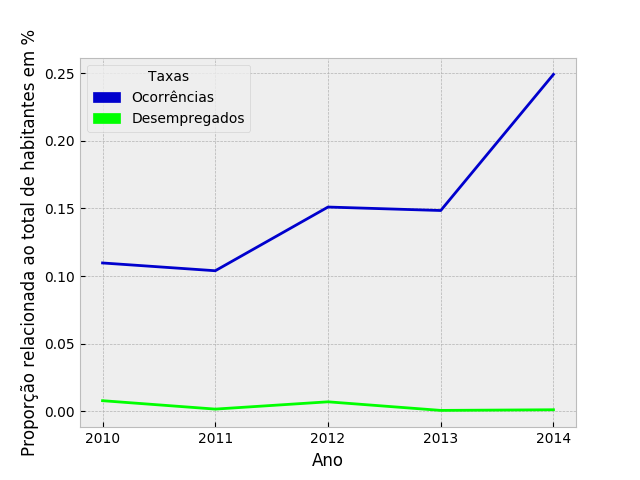 Proporção relacionada ao total de habitantes em %
0.25
0.20
0.15
0.10
0.05
0.00
Taxas
Ocorrências
Desempregados
2010 2011 2012 2013 2014
Ano